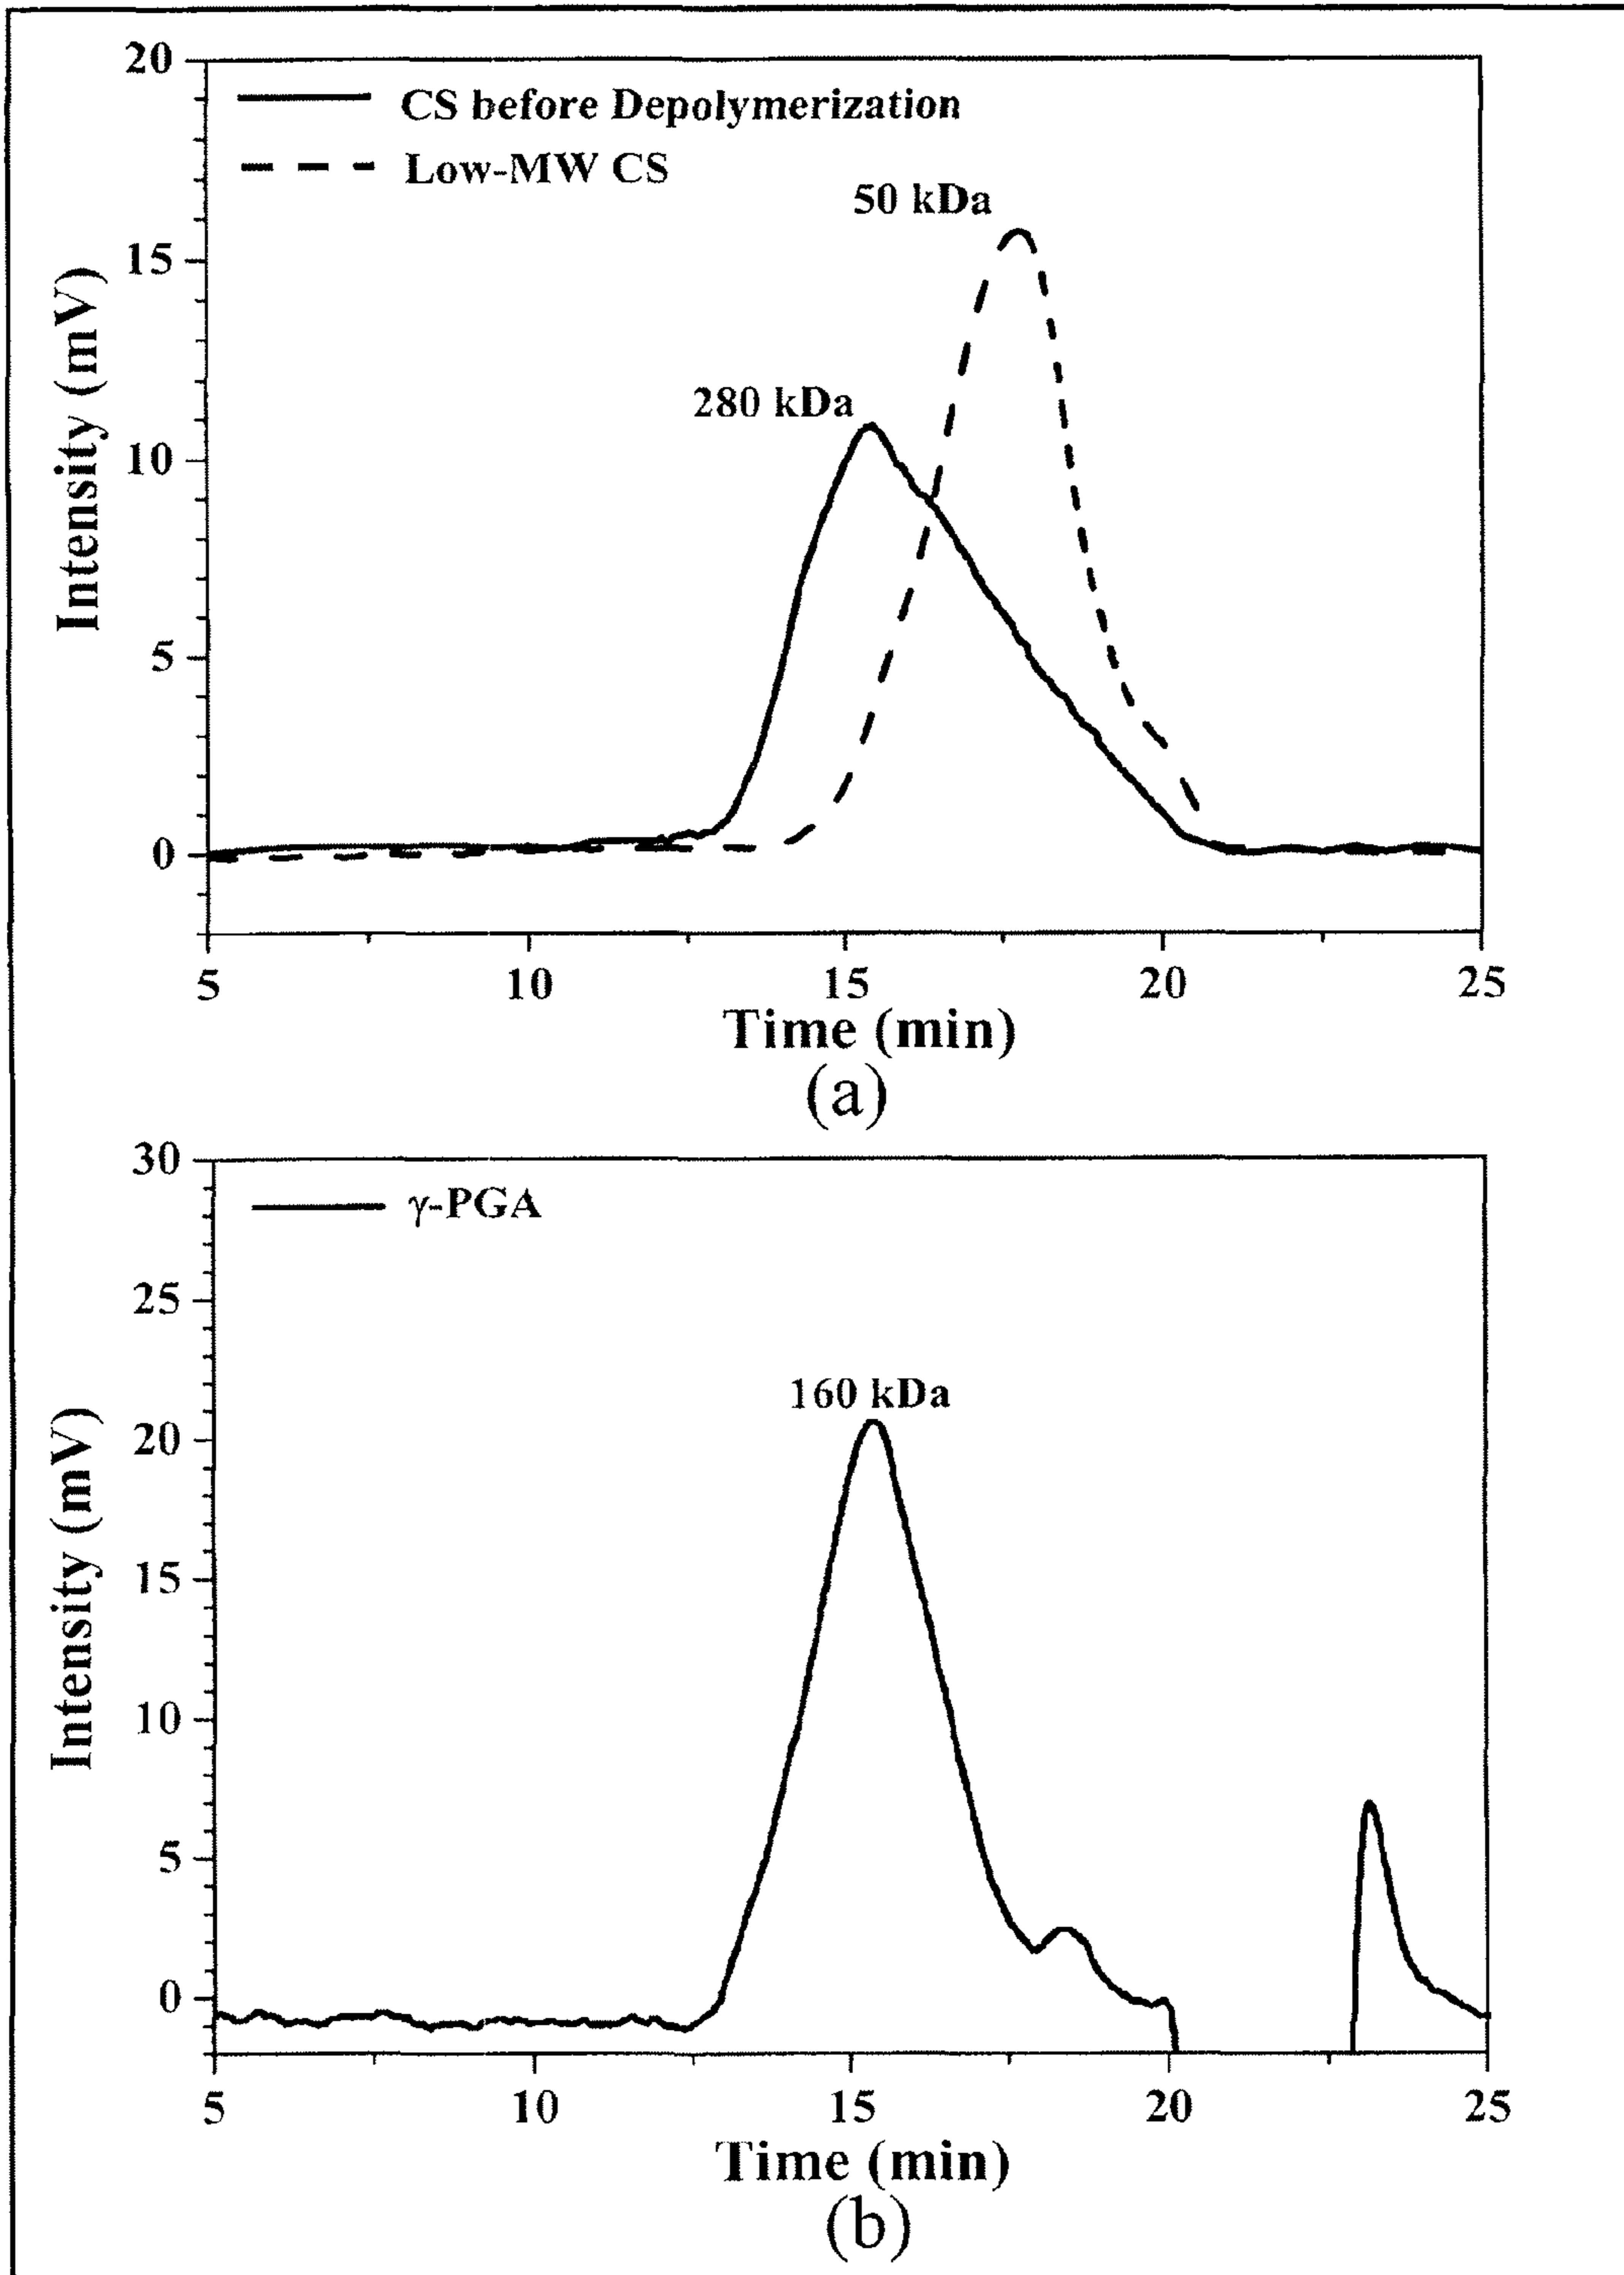 20
CS before Depolymerization
Low-MW CS
50 kDa
15
280 kDa
10
5
0
Intensity (mV)
5 10 15 20 25
Time (min)
(a)
30
γ-PGA
25
160 kDa
20
15
10
5
0
Intensity (mV)
5 10 15 20 25
Time (min)
(b)